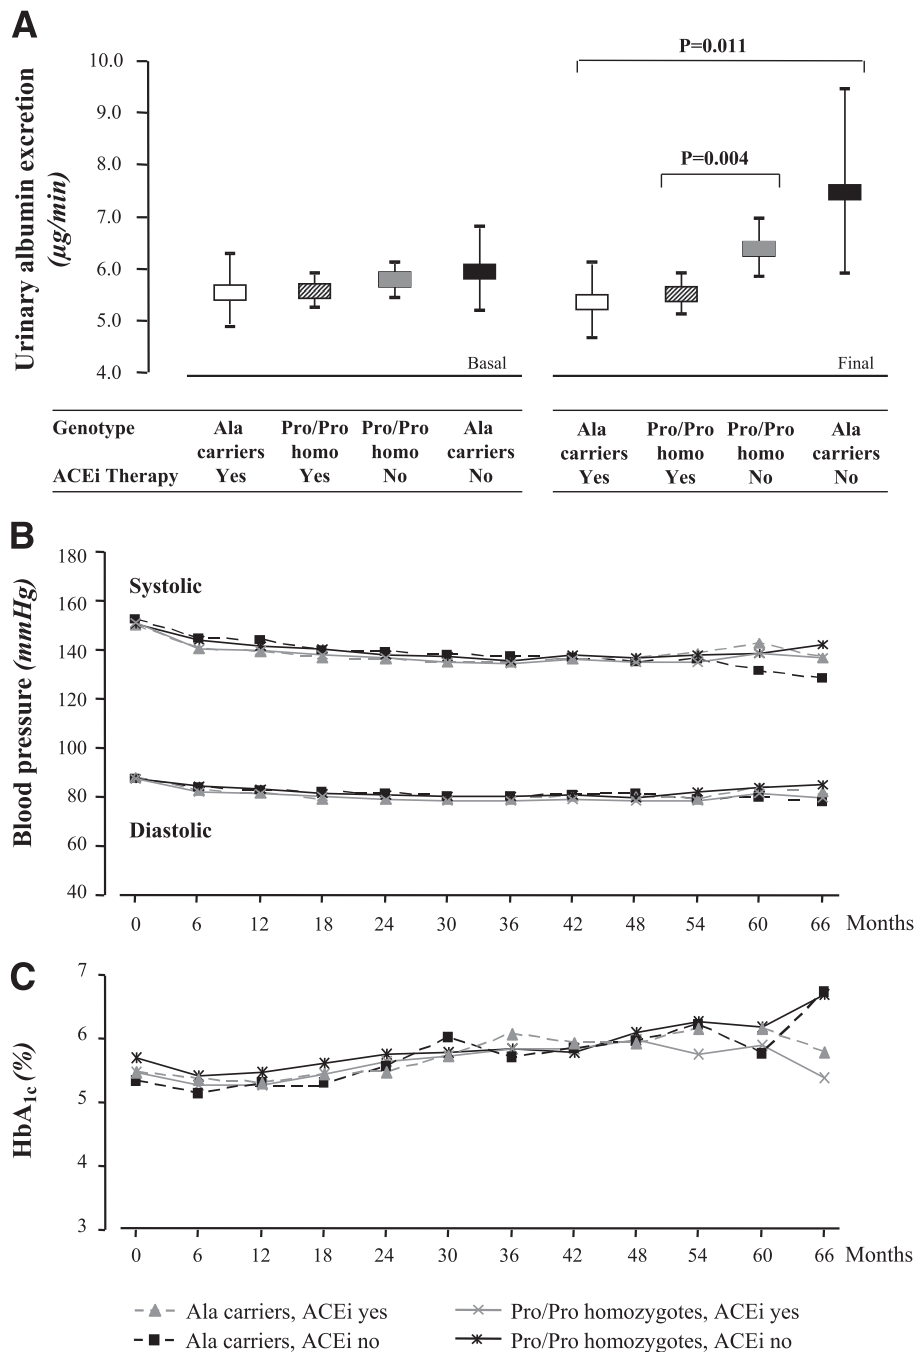 A
Urinary albumin excretion
(µg/min)
10.0
9.0
8.0
7.0
6.0
5.0
4.0
P=0.011
P=0.004
Basal
Final
Genotype Ala Pro/Pro Pro/Pro Ala Ala Pro/Pro Pro/Pro Ala
carriers homo homo carriers carriers homo homo carriers
ACEi Therapy Yes Yes No No Yes Yes No No
B
Blood pressure (mmHg)
180
160
140
120
100
80
60
40
Systolic
Diastolic
0 6 12 18 24 30 36 42 48 54 60 66 Months
C
HbA1c (%)
7
6
5
4
3
0 6 12 18 24 30 36 42 48 54 60 66 Months
Ala carriers, ACEi yes Pro/Pro homozygotes, ACEi yes
Ala carriers, ACEi no Pro/Pro homozygotes, ACEi no